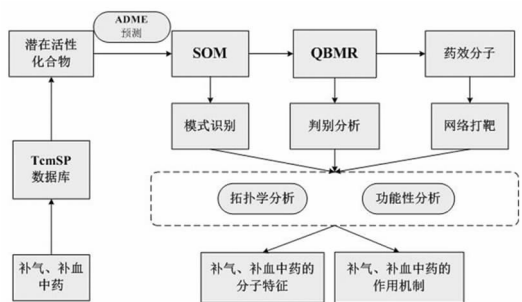 ADME
预测
潜在活性
化合物
SOM
QBMR
药效分子
模式识别
判别分析
网络打靶
TcmSP
数据库
拓扑学分析
功能性分析
补气、补血
中药
补气、补血中药的
分子特征
补气、补血中药的
作用机制